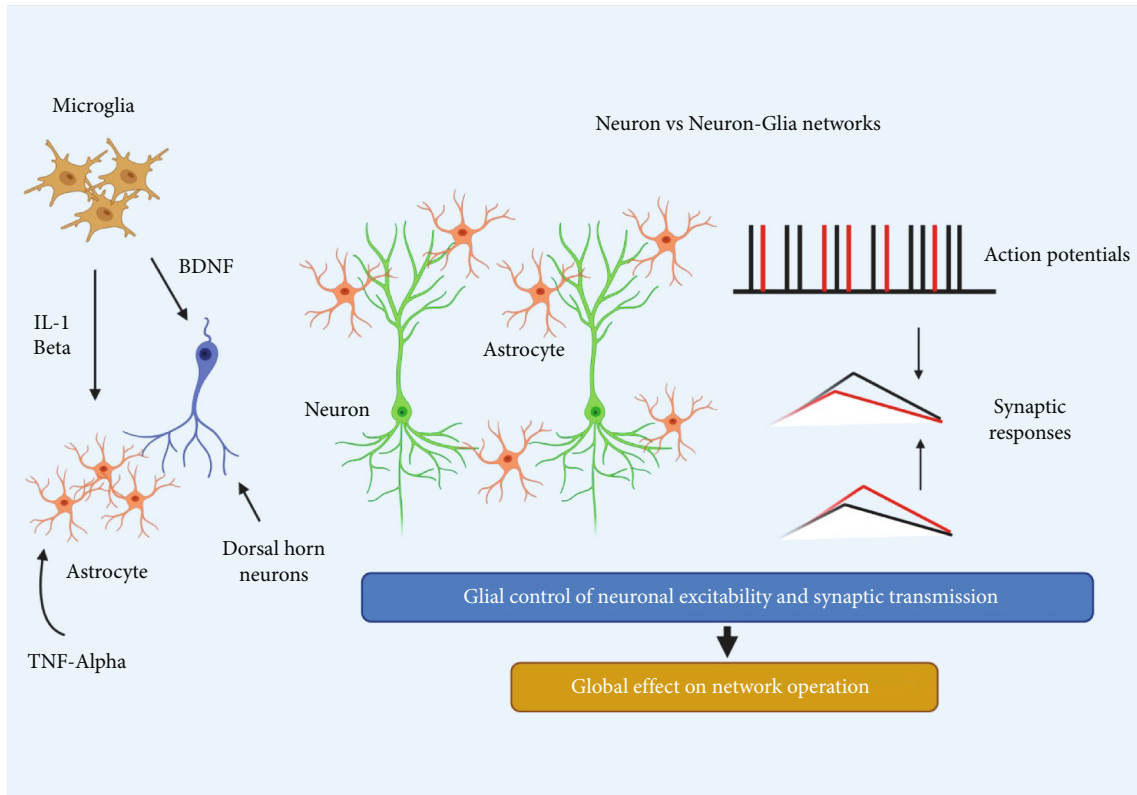 Microglia
BDNF
IL-1
Beta
Astrocyte
Dorsal horn
neurons
TNF-Alpha
Neuron vs Neuron-Glia networks
Astrocyte
Neuron
Action potentials
Synaptic
responses
Glial control of neuronal excitability and synaptic transmission
Global effect on network operation